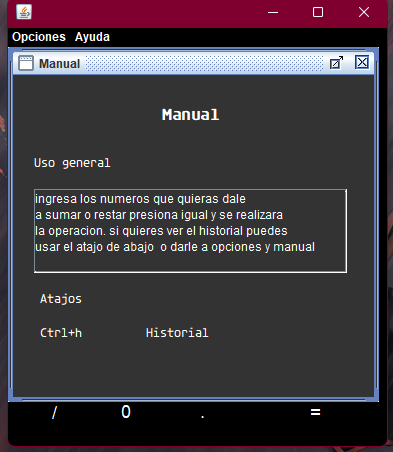 Opciones Ayuda
Manual
Manual
Uso general
ingresa los numeros que quieras dale
a sumar o restar presiona igual y se realizara
la operacion. si quieres ver el historial puedes
usar el atajo de abajo o darle a opciones y manual
Atajos
Ctrl+h Historial
/ 0 . =